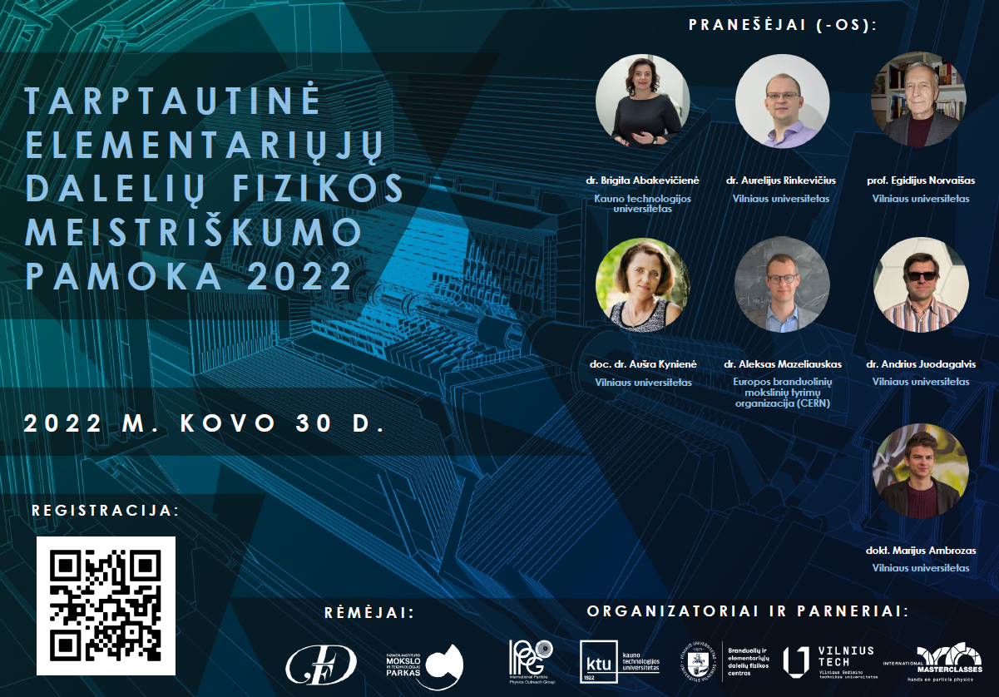 TARPTAUTINĖ
ELEMENTARIŲJŲ
DALELIŲ FIZIKOS
MEISTRIŠKUMO
PAMOKA 2022
2022 M. KOVO 30 D.
REGISTRACIJA:
PRANEŠĖJAI (-OS):
dr. Brigita Abakevičienė
Kauno technologijos
universitetas
dr. Aurelijus Rinkevičius
Vilniaus universitetas
prof. Egidijus Norvaišas
Vilniaus universitetas
doc. dr. Aušra Kynienė
Vilniaus universitetas
dr. Aleksas Mazeliauskas
Europos branduolinių
mokslinių tyrimų
organizacija (CERN)
dr. Andrius Juodagalvis
Vilniaus universitetas
dokt. Marijus Ambrozas
Vilniaus universitetas
RĖMĖJAI:
FIZIKOS INSTITUTO
MOKSLO
IR TECHNOLOGIJŲ
PARKAS
ORGANIZATORIAI IR PARNERIAI:
IPPOG
International Particle
Physics Outreach Group
ktu
1922
kauno
technologijos
universitetas
Branduolių ir
elementariųjų
dalelių fizikos
centras
VILNIUS
TECH
Vilniaus Gedimino
technikos universitetas
INTERNATIONAL
MASTERCLASSES
hands on particle physics